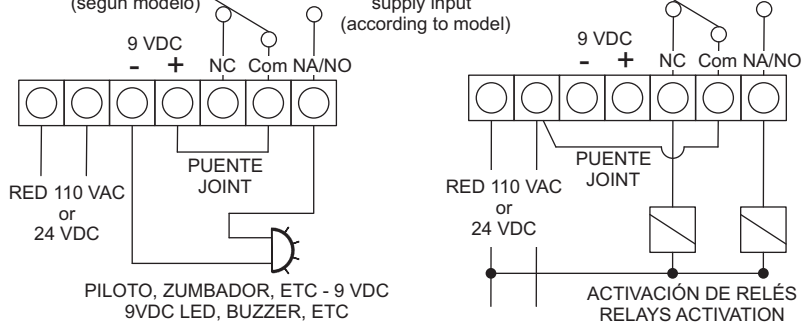 (según modelo)
supply input
(according to model)
9 VDC
- + NC Com NA/NO
PUENTE
JOINT
RED 110 VAC
or
24 VDC
PILOTO, ZUMBADOR, ETC - 9 VDC
9VDC LED, BUZZER, ETC
9 VDC
- + NC Com NA/NO
PUENTE
JOINT
RED 110 VAC
or
24 VDC
ACTIVACIÓN DE RELÉS
RELAYS ACTIVATION